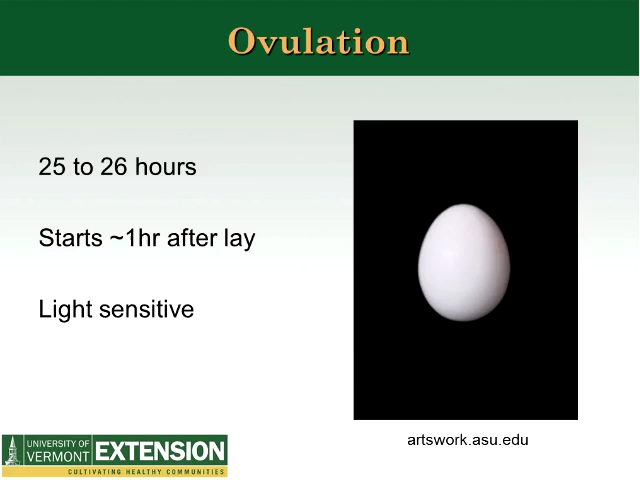 Ovulation
25 to 26 hours
Starts ~1hr after lay
Light sensitive
artswork.asu.edu
UNIVERSITY OF
VERMONT
EXTENSION
CULTIVATING HEALTHY COMMUNITIES